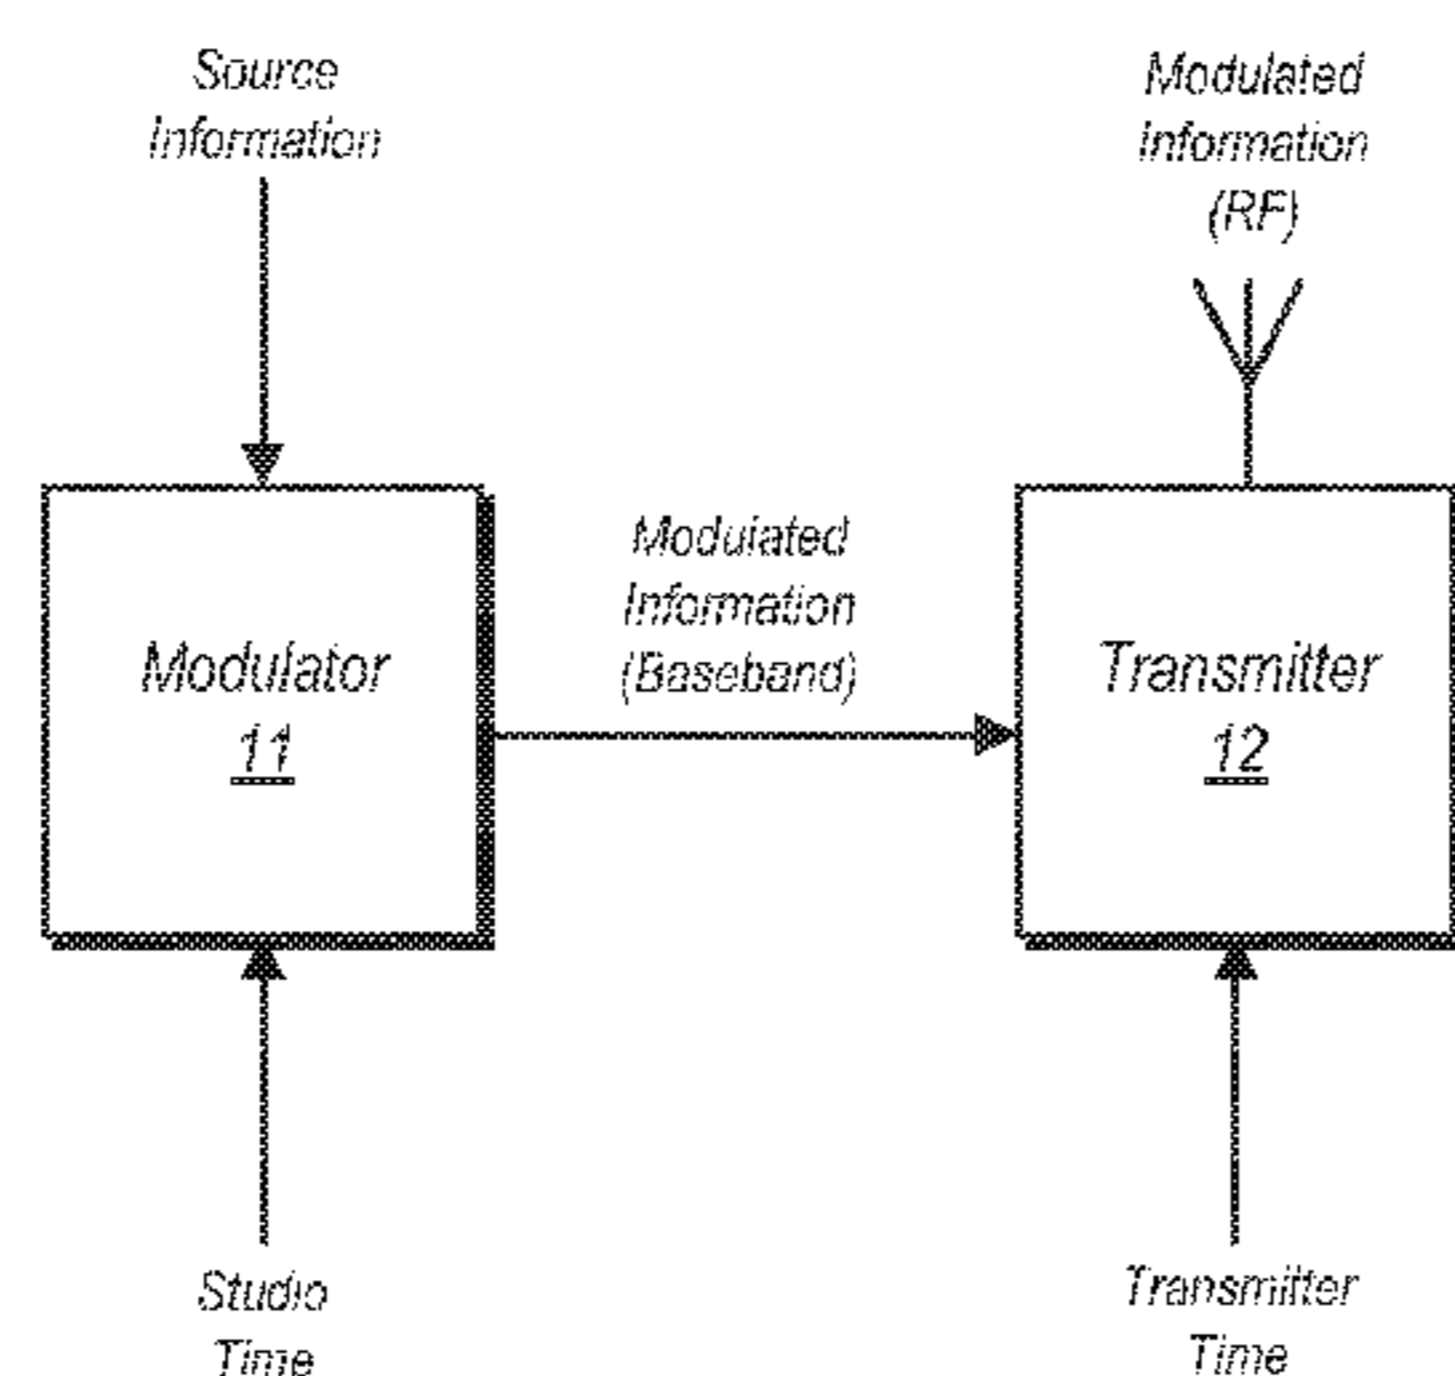 Source
Information
Modulated
Information
(RF)
Modulated
Information
(Baseband)
Modulator
11
Transmitter
12
Studio
Time
Transmitter
Time